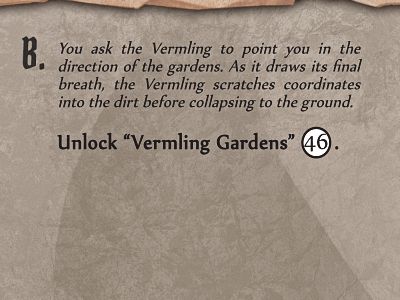 B. You ask the Vermling to point you in the
direction of the gardens. As it draws its final
breath, the Vermling scratches coordinates
into the dirt before collapsing to the ground.
Unlock “Vermling Gardens” 46.